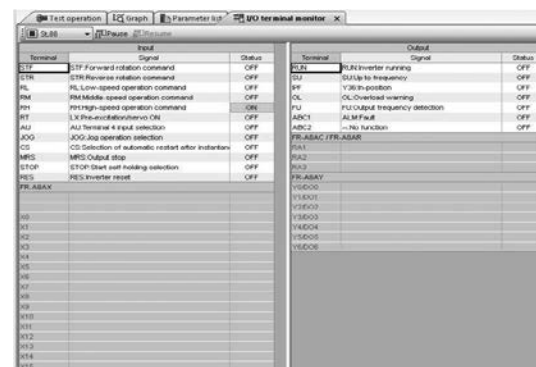 Test operation Graph Parameter list I/O terminal monitor ×
St.00 Pause Resume
Input
Terminal Signal Status
STF STF:Forward rotation command OFF
STR STR:Reverse rotation command OFF
RL RL:Low-speed operation command OFF
RM RM:Middle-speed operation command OFF
RH RH:High-speed operation command ON
RT LX:Pre-excitation/servo ON OFF
AU AU:Terminal 4 input selection OFF
JOG JOG:Jog operation selection OFF
CS CS:Selection of automatic restart after instantan OFF
MRS MRS:Output stop OFF
STOP STOP:Start self-holding selection OFF
RES RES:Inverter reset OFF
FR-A8AX
X0
X1
X2
X3
X4
X5
X6
X7
X8
X9
X10
X11
X12
X13
X14
Output
Terminal Signal Status
RUN RUN:Inverter running OFF
SU SU:Up to frequency OFF
IPF Y36:In-position OFF
OL OL:Overload warning OFF
FU FU:Output frequency detection OFF
ABC1 ALM:Fault OFF
ABC2 --:No function OFF
FR-A8AC / FR-A8AR
RA1
RA2
RA3
FR-A8AY
Y0/DO0
Y1/DO1
Y2/DO2
Y3/DO3
Y4/DO4
Y5/DO5
Y6/DO6